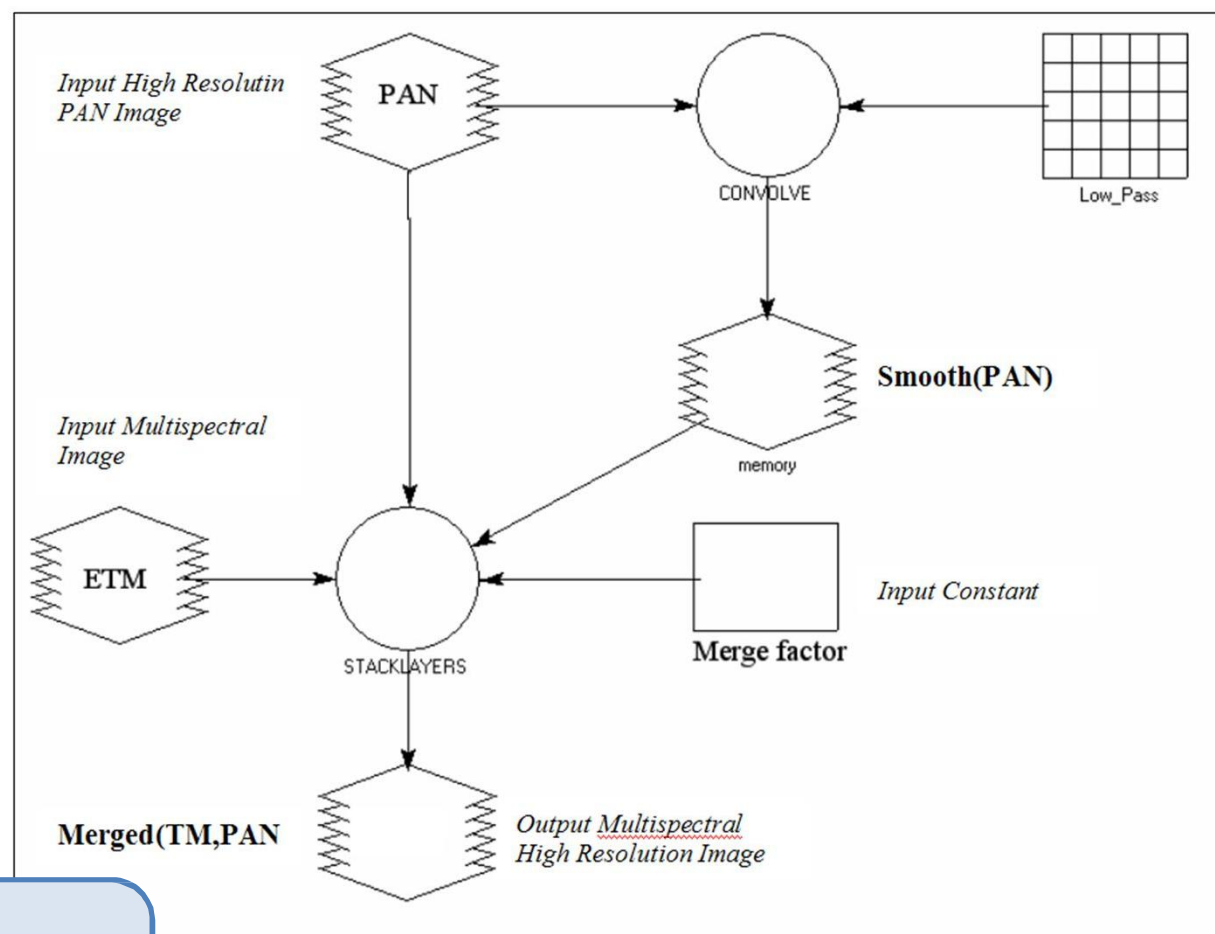 Input High Resolutin
PAN Image
PAN
CONVOLVE
Low_Pass
Smooth(PAN)
memory
Input Multispectral
Image
ETM
STACKLAYERS
Input Constant
Merge factor
Merged(TM,PAN
Output Multispectral
High Resolution Image